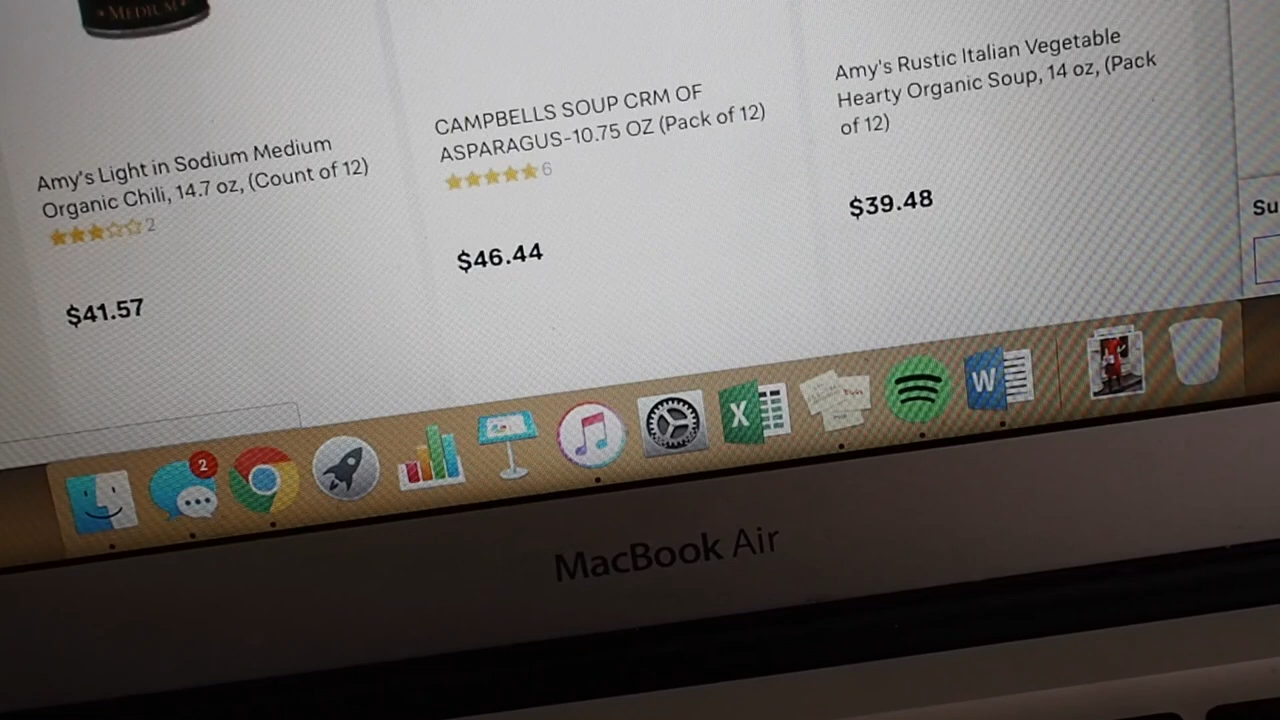 MEDIUM
Amy's Light in Sodium Medium
Organic Chili, 14.7 oz, (Count of 12)
2
$41.57
CAMPBELLS SOUP CRM OF
ASPARAGUS-10.75 OZ (Pack of 12)
6
$46.44
Amy's Rustic Italian Vegetable
Hearty Organic Soup, 14 oz, (Pack
of 12)
$39.48
Su
2
X
W
MacBook Air